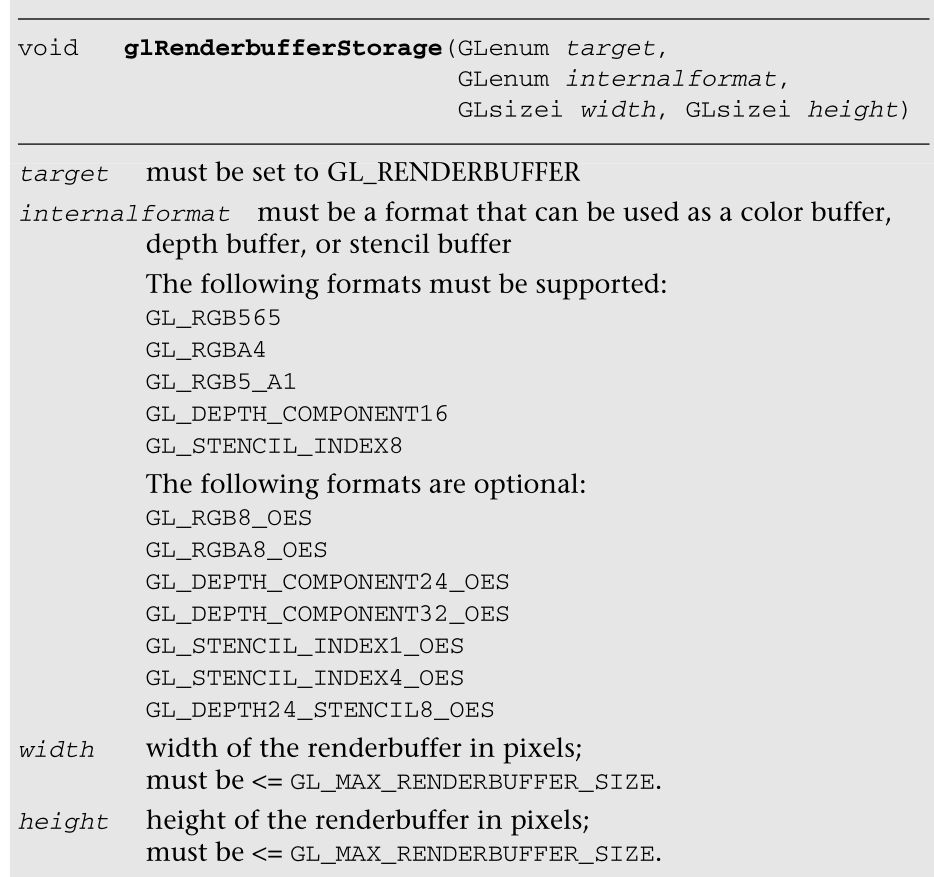 void glRenderbufferStorage(GLenum target,
GLenum internalformat,
GLsizei width, GLsizei height)
target must be set to GL_RENDERBUFFER
internalformat must be a format that can be used as a color buffer,
depth buffer, or stencil buffer
The following formats must be supported:
GL_RGB565
GL_RGBA4
GL_RGB5_A1
GL_DEPTH_COMPONENT16
GL_STENCIL_INDEX8
The following formats are optional:
GL_RGB8_OES
GL_RGBA8_OES
GL_DEPTH_COMPONENT24_OES
GL_DEPTH_COMPONENT32_OES
GL_STENCIL_INDEX1_OES
GL_STENCIL_INDEX4_OES
GL_DEPTH24_STENCIL8_OES
width width of the renderbuffer in pixels;
must be <= GL_MAX_RENDERBUFFER_SIZE.
height height of the renderbuffer in pixels;
must be <= GL_MAX_RENDERBUFFER_SIZE.